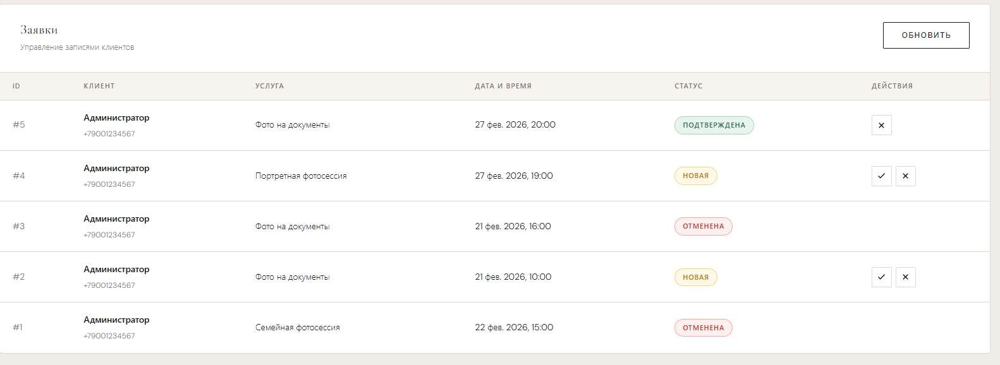 Заявки
Управление записями клиентов
ОБНОВИТЬ
ID КЛИЕНТ УСЛУГА ДАТА И ВРЕМЯ СТАТУС ДЕЙСТВИЯ
#5 Администратор +79001234567 Фото на документы 27 фев. 2026, 20:00 ПОДТВЕРЖДЕНА
#4 Администратор +79001234567 Портретная фотосессия 27 фев. 2026, 19:00 НОВАЯ
#3 Администратор +79001234567 Фото на документы 21 фев. 2026, 16:00 ОТМЕНЕНА
#2 Администратор +79001234567 Фото на документы 21 фев. 2026, 10:00 НОВАЯ
#1 Администратор +79001234567 Семейная фотосессия 22 фев. 2026, 15:00 ОТМЕНЕНА